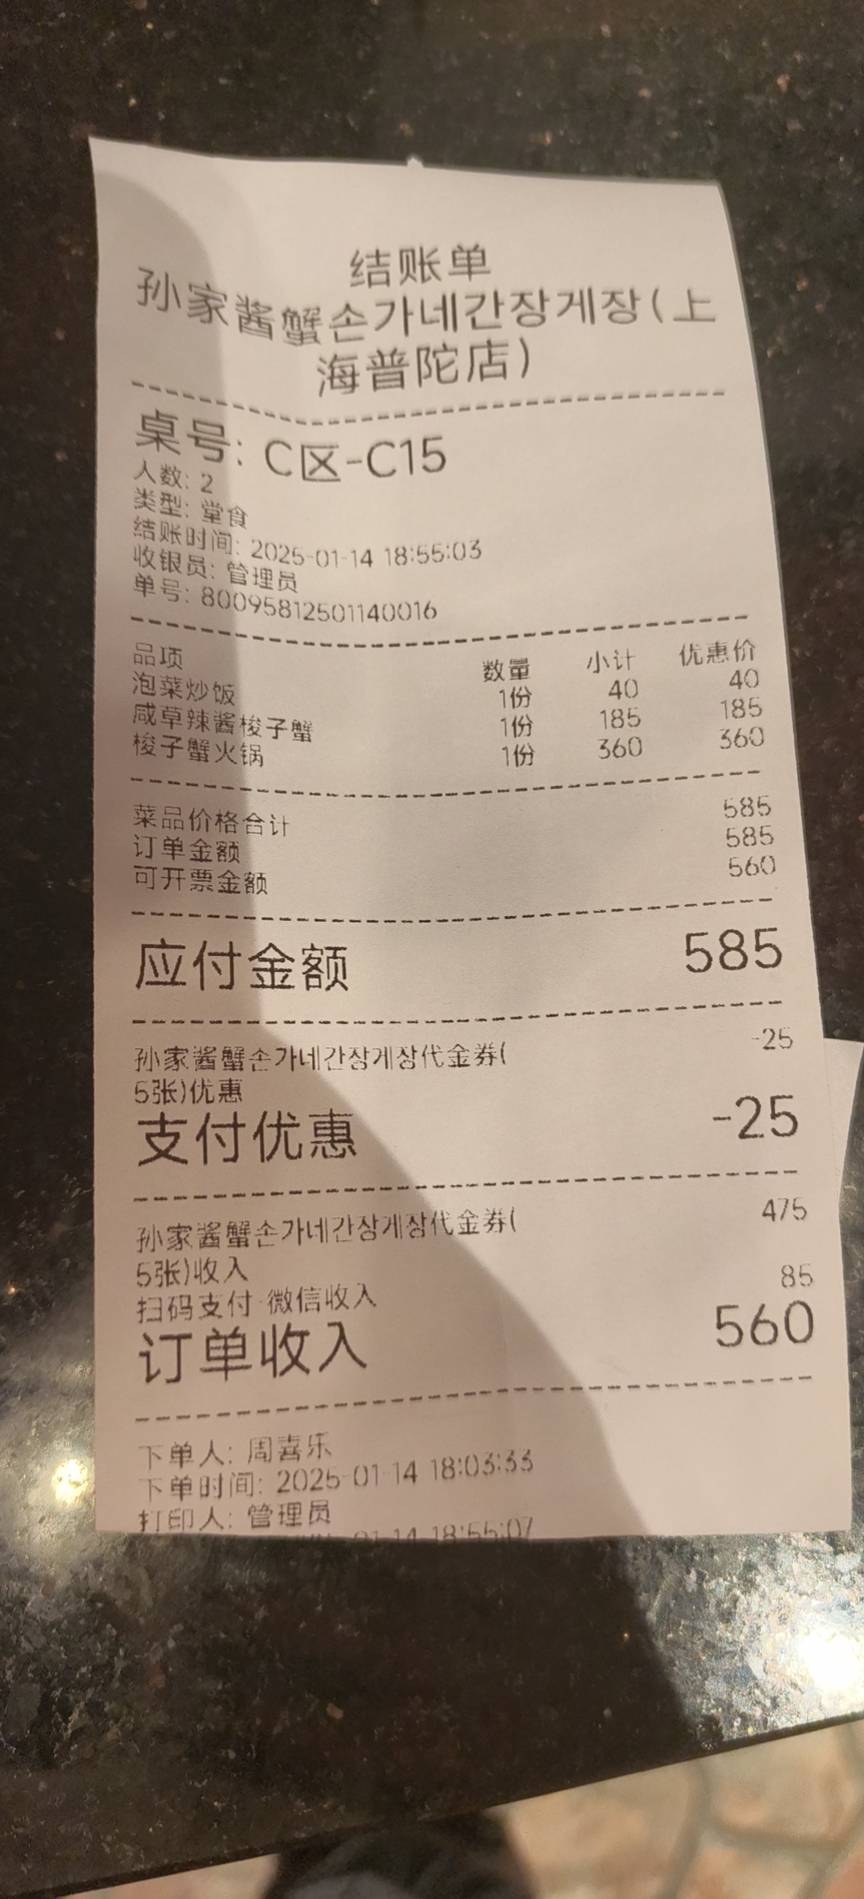 结账单
孙家酱蟹손가네간장게장(上
海普陀店)
桌号: C区-C15
人数: 2
类型: 堂食
结账时间: 2025-01-14 18:55:03
收银员: 管理员
单号: 80095812501140016
品项 数量 小计 优惠价
泡菜炒饭 1份 40 40
咸草辣酱梭子蟹 1份 185 185
梭子蟹火锅 1份 360 360
菜品价格合计 585
订单金额 585
可开票金额 560
应付金额 585
孙家酱蟹손가네간장게장代金券( -25
5张)优惠
支付优惠 -25
孙家酱蟹손가네간장게장代金券( 475
5张)收入
扫码支付-微信收入 85
订单收入 560
下单人: 周喜乐
下单时间: 2025-01-14 18:03:33
打印人: 管理员
01-14 18:55:07